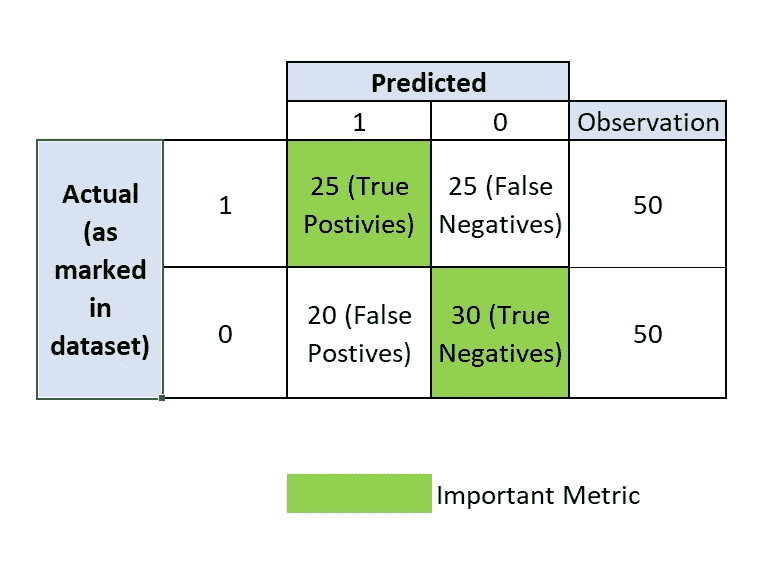 Predicted
1 0 Observation
Actual
(as
marked
in
dataset)
1
25 (True
Postivies)
25 (False
Negatives)
50
0
20 (False
Postives)
30 (True
Negatives)
50
Important Metric